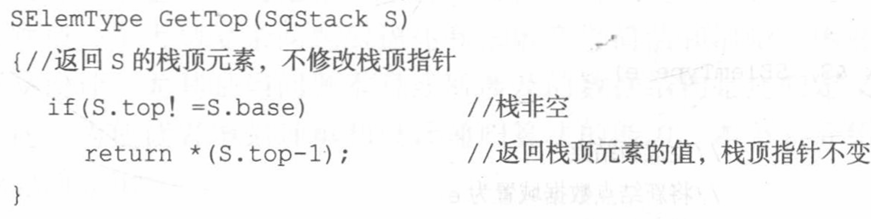 SElemType GetTop(SqStack S)
{//返回S的栈顶元素，不修改栈顶指针
if(S.top! =S.base) //栈非空
return *(S.top-1); //返回栈顶元素的值，栈顶指针不变
}